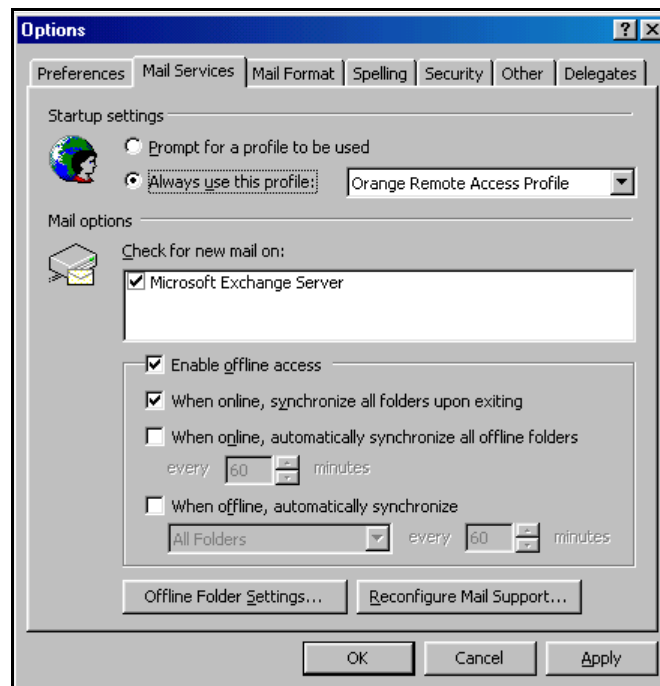 Options
Preferences Mail Services Mail Format Spelling Security Other Delegates
Startup settings
Prompt for a profile to be used
Always use this profile: Orange Remote Access Profile
Mail options
Check for new mail on:
Microsoft Exchange Server
Enable offline access
When online, synchronize all folders upon exiting
When online, automatically synchronize all offline folders
every 60 minutes
When offline, automatically synchronize
All Folders every 60 minutes
Offline Folder Settings... Reconfigure Mail Support...
OK Cancel Apply